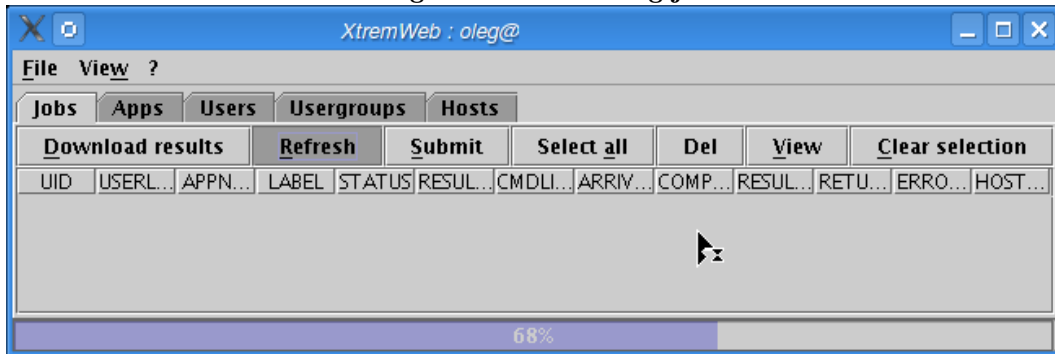 XtremWeb : oleg@
File View ?
Jobs Apps Users Usergroups Hosts
Download results Refresh Submit Select all Del View Clear selection
UID USERL... APPN... LABEL STATUS RESUL... CMDLI... ARRIV... COMP... RESUL... RETU... ERRO... HOST...
68%